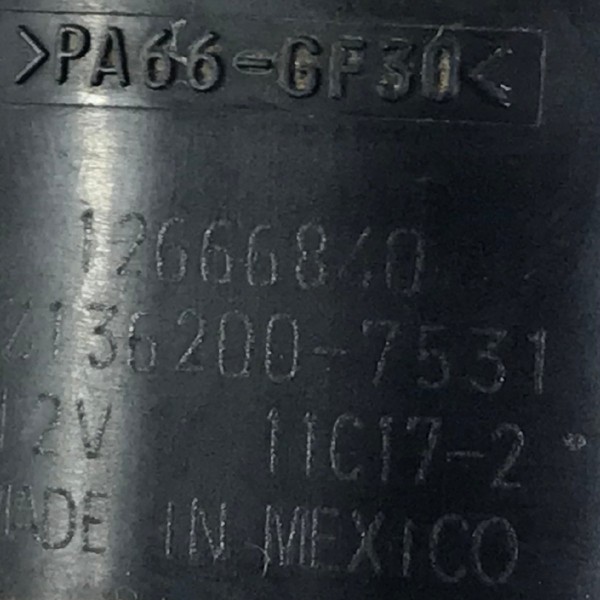 >PA66-GF30<
12666840
4136200-7531
12V 11C17-2
MADE IN MEXICO